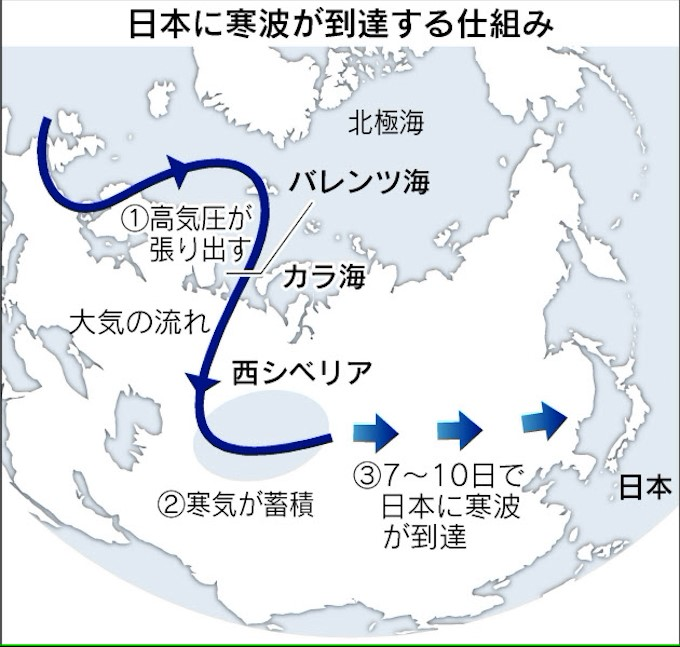 日本に寒波が到達する仕組み
北極海
バレンツ海
①高気圧が
張り出す
カラ海
大気の流れ
西シベリア
②寒気が蓄積
③7〜10日で
日本に寒波
が到達
日本